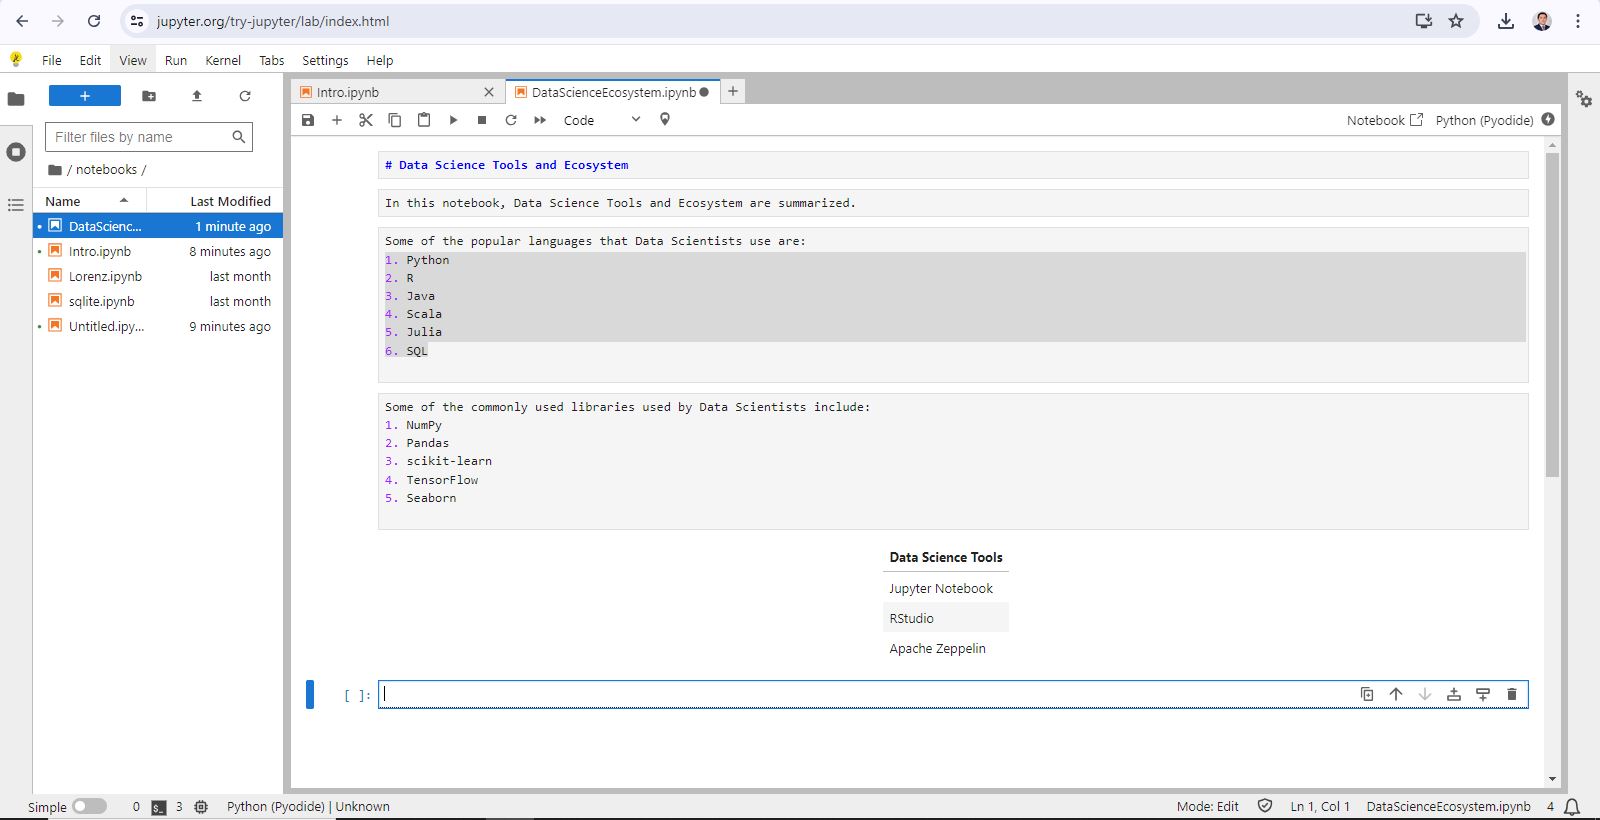 jupyter.org/try-jupyter/lab/index.html
File Edit View Run Kernel Tabs Settings Help
+
Filter files by name
/ notebooks /
Name Last Modified
DataScienc... 1 minute ago
Intro.ipynb 8 minutes ago
Lorenz.ipynb last month
sqlite.ipynb last month
Untitled.ipy... 9 minutes ago
Intro.ipynb DataScienceEcosystem.ipynb +
Code Notebook Python (Pyodide)
# Data Science Tools and Ecosystem
In this notebook, Data Science Tools and Ecosystem are summarized.
Some of the popular languages that Data Scientists use are:
1. Python
2. R
3. Java
4. Scala
5. Julia
6. SQL
Some of the commonly used libraries used by Data Scientists include:
1. NumPy
2. Pandas
3. scikit-learn
4. TensorFlow
5. Seaborn
Data Science Tools
Jupyter Notebook
RStudio
Apache Zeppelin
[ ]:
Simple 0 $_ 3 Python (Pyodide) | Unknown Mode: Edit Ln 1, Col 1 DataScienceEcosystem.ipynb 4